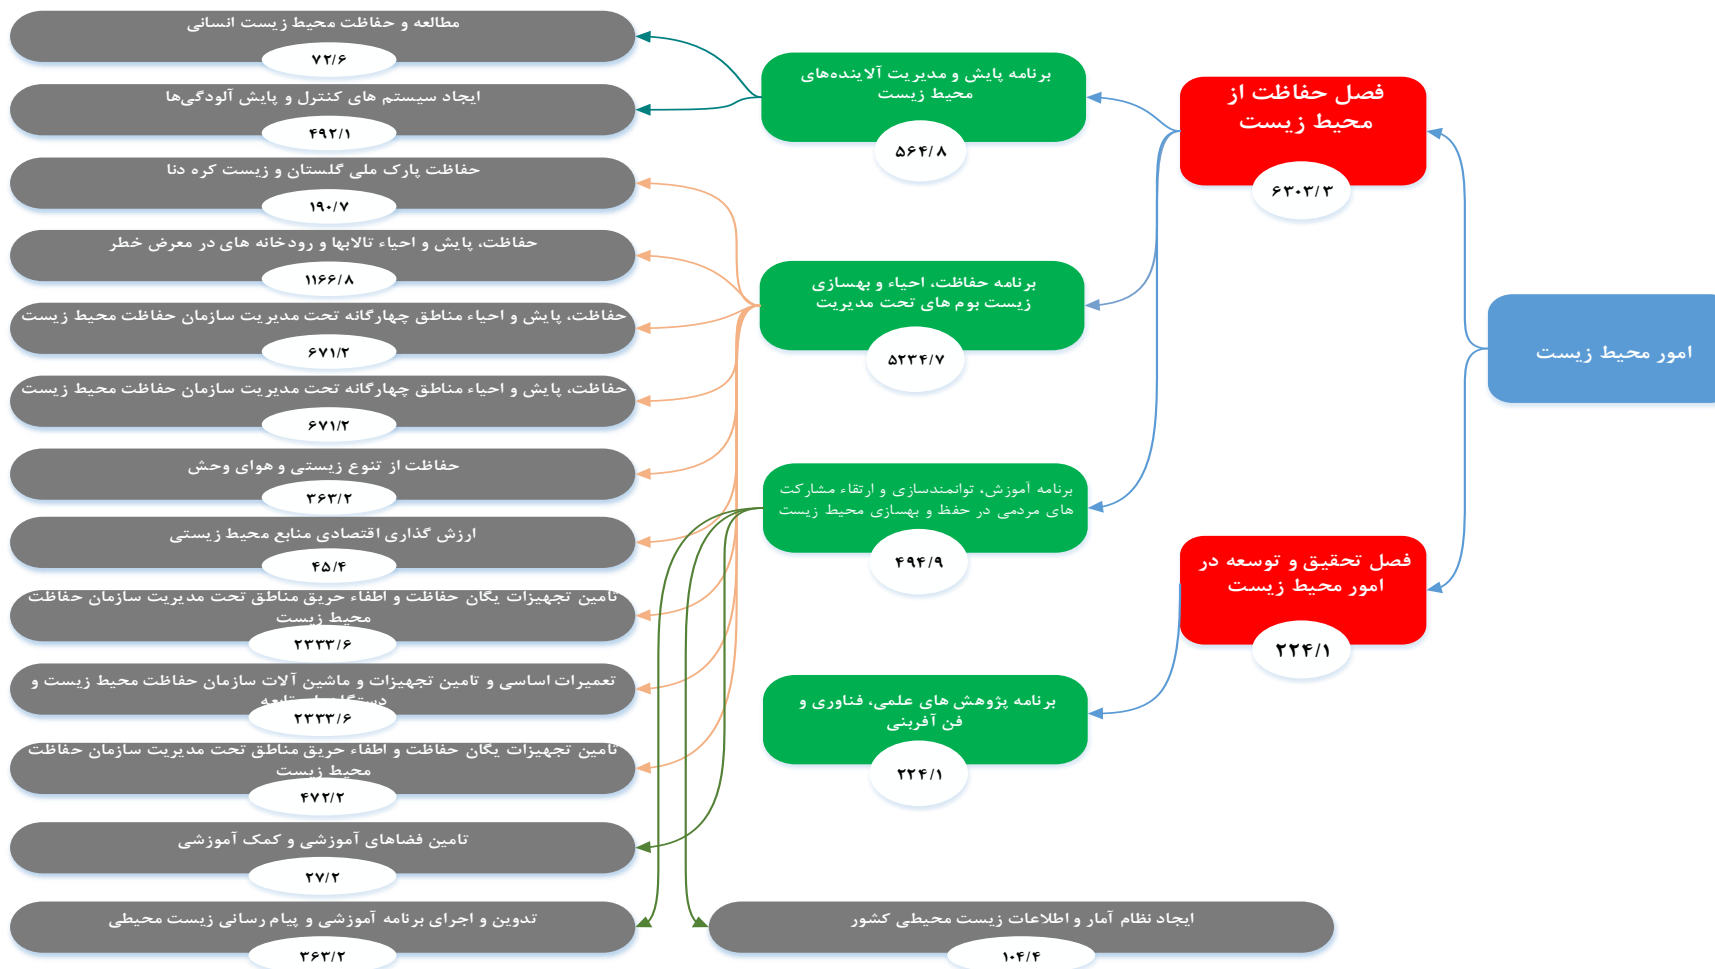 امور محیط زیست
فصل حفاظت از
محیط زیست
۶۳۰۳/۳
فصل تحقیق و توسعه در
امور محیط زیست
۲۲۴/۱
برنامه پایش و مدیریت آلاینده‌های
محیط زیست
۵۶۴/۸
برنامه حفاظت، احیاء و بهسازی
زیست بوم های تحت مدیریت
۵۲۳۴/۷
برنامه آموزش، توانمندسازی و ارتقاء مشارکت
های مردمی در حفظ و بهسازی محیط زیست
۴۹۴/۹
برنامه پژوهش های علمی، فناوری و
فن آفرینی
۲۲۴/۱
مطالعه و حفاظت محیط زیست انسانی
۷۲/۶
ایجاد سیستم های کنترل و پایش آلودگی‌ها
۴۹۲/۱
حفاظت پارک ملی گلستان و زیست کره دنا
۱۹۰/۷
حفاظت، پایش و احیاء تالابها و رودخانه های در معرض خطر
۱۱۶۶/۸
حفاظت، پایش و احیاء مناطق چهارگانه تحت مدیریت سازمان حفاظت محیط زیست
۶۷۱/۲
حفاظت، پایش و احیاء مناطق چهارگانه تحت مدیریت سازمان حفاظت محیط زیست
۶۷۱/۲
حفاظت از تنوع زیستی و هوای وحش
۳۶۳/۲
ارزش گذاری اقتصادی منابع محیط زیستی
۴۵/۴
تامین تجهیزات یگان حفاظت و اطفاء حریق مناطق تحت مدیریت سازمان حفاظت
محیط زیست
۲۳۳۳/۶
تعمیرات اساسی و تامین تجهیزات و ماشین آلات سازمان حفاظت محیط زیست و
۲۳۳۳/۶
تامین تجهیزات یگان حفاظت و اطفاء حریق مناطق تحت مدیریت سازمان حفاظت
محیط زیست
۴۷۲/۲
تامین فضاهای آموزشی و کمک آموزشی
۲۷/۲
تدوین و اجرای برنامه آموزشی و پیام رسانی زیست محیطی
۳۶۳/۲
ایجاد نظام آمار و اطلاعات زیست محیطی کشور
۱۰۴/۴